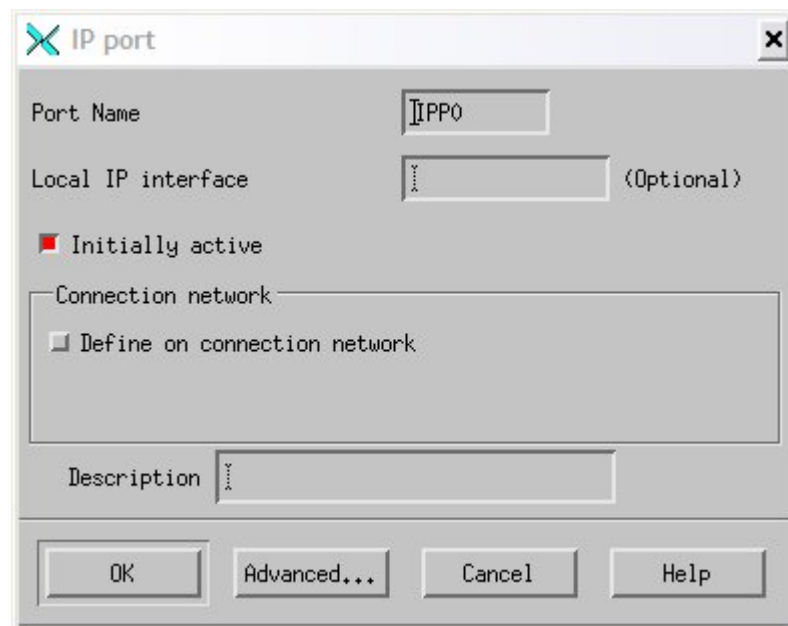 IP port
Port Name IPP0
Local IP interface (Optional)
Initially active
Connection network
Define on connection network
Description
OK Advanced... Cancel Help